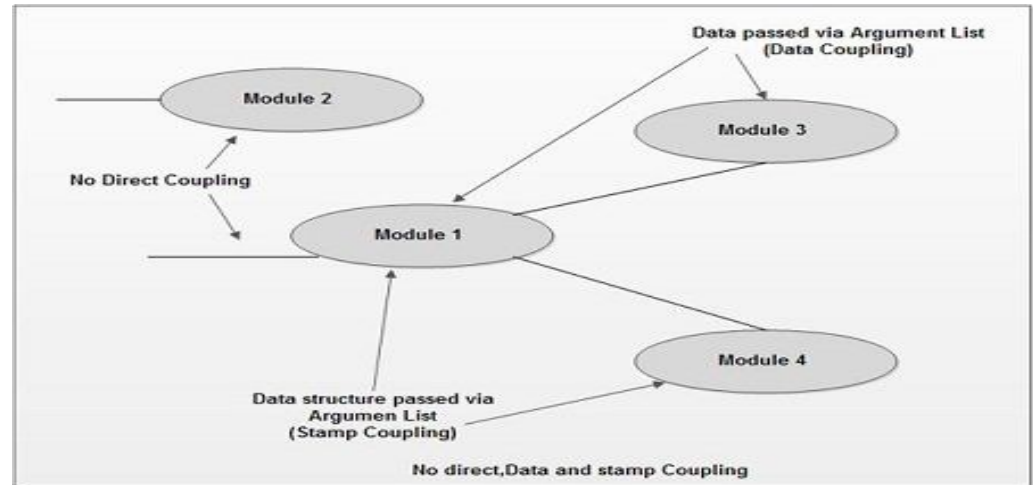 Data passed via Argument List
(Data Coupling)
Module 2
Module 3
No Direct Coupling
Module 1
Module 4
Data structure passed via
Argumen List
(Stamp Coupling)
No direct,Data and stamp Coupling